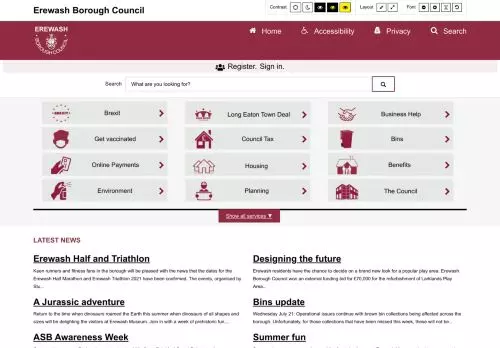 Erewash Borough Council
Contrast
Layout
Font
EREWASH
BOROUGH COUNCIL
Home
Accessibility
Privacy
Search
Register. Sign in.
Search
What are you looking for?
Brexit
Long Eaton Town Deal
Business Help
Get vaccinated
Council Tax
Bins
Online Payments
Housing
Benefits
Environment
Planning
The Council
Show all services ▼
LATEST NEWS
Erewash Half and Triathlon
Keen runners and fitness fans in the borough will be pleased with the news that the dates for the
Erewash Half Marathon and Erewash Triathlon 2021 have been confirmed. The events, organised by
Six...
Designing the future
Erewash residents have the chance to decide on a brand new look for a popular play area. Erewash
Borough Council won an external funding bid for £70,000 for the refurbishment of Larklands Play
Area...
A Jurassic adventure
Return to the time when dinosaurs roamed the Earth this summer when dinosaurs of all shapes and
sizes will be delighting the visitors at Erewash Museum. Join in with a week of prehistoric fun....
Bins update
Wednesday July 21: Operational issues continue with brown bin collections being affected across the
borough. Unfortunately, for those collections that have been missed this week, these will not be...
ASB Awareness Week
Summer fun